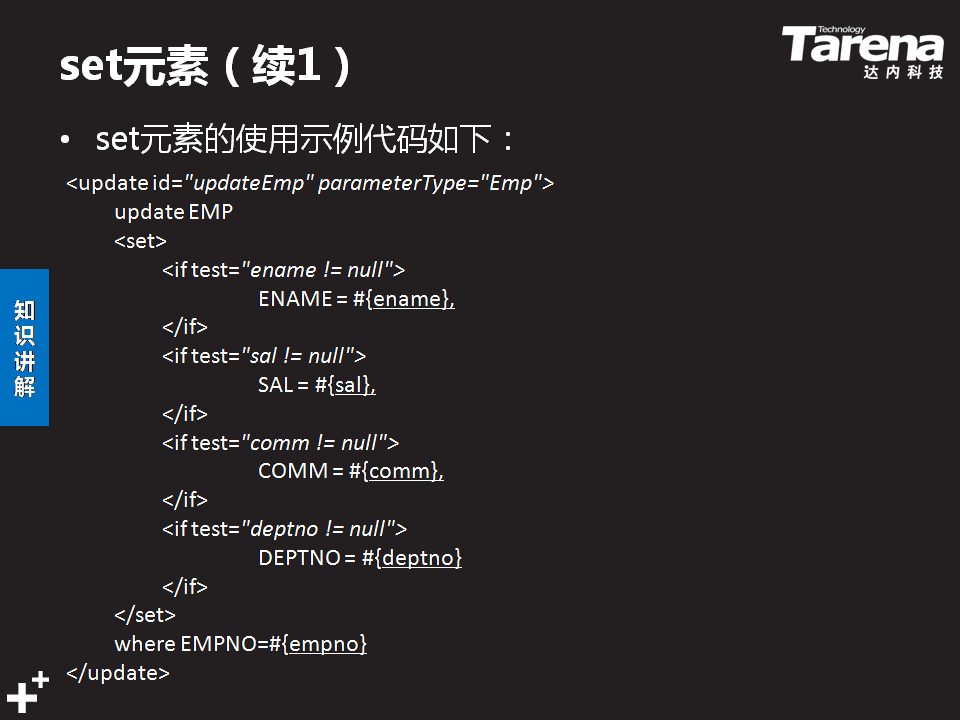 set元素（续1）
Technology
Tarena
达内科技
• set元素的使用示例代码如下：
<update id="updateEmp" parameterType="Emp">
update EMP
<set>
<if test="ename != null">
ENAME = #{ename},
</if>
<if test="sal != null">
SAL = #{sal},
</if>
<if test="comm != null">
COMM = #{comm},
</if>
<if test="deptno != null">
DEPTNO = #{deptno}
</if>
</set>
where EMPNO=#{empno}
</update>
知识讲解